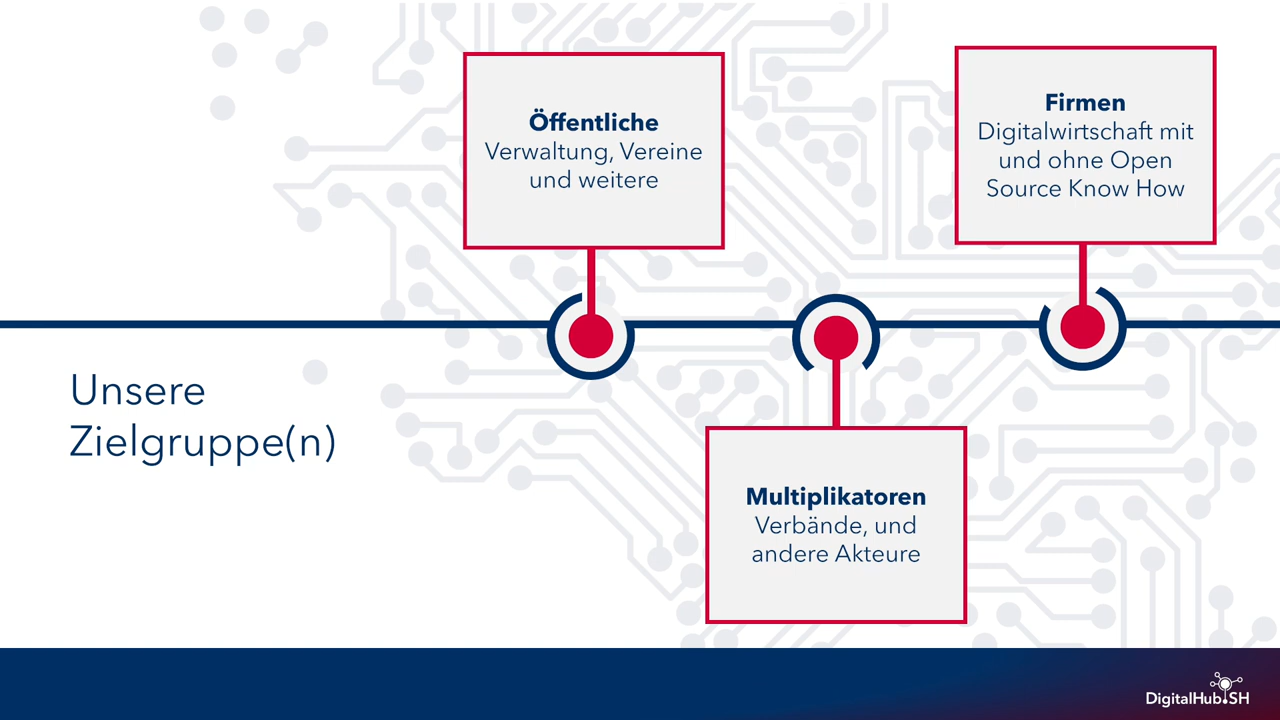 Unsere
Zielgruppe(n)
Öffentliche
Verwaltung, Vereine
und weitere
Multiplikatoren
Verbände, und
andere Akteure
Firmen
Digitalwirtschaft mit
und ohne Open
Source Know How
DigitalHub.SH